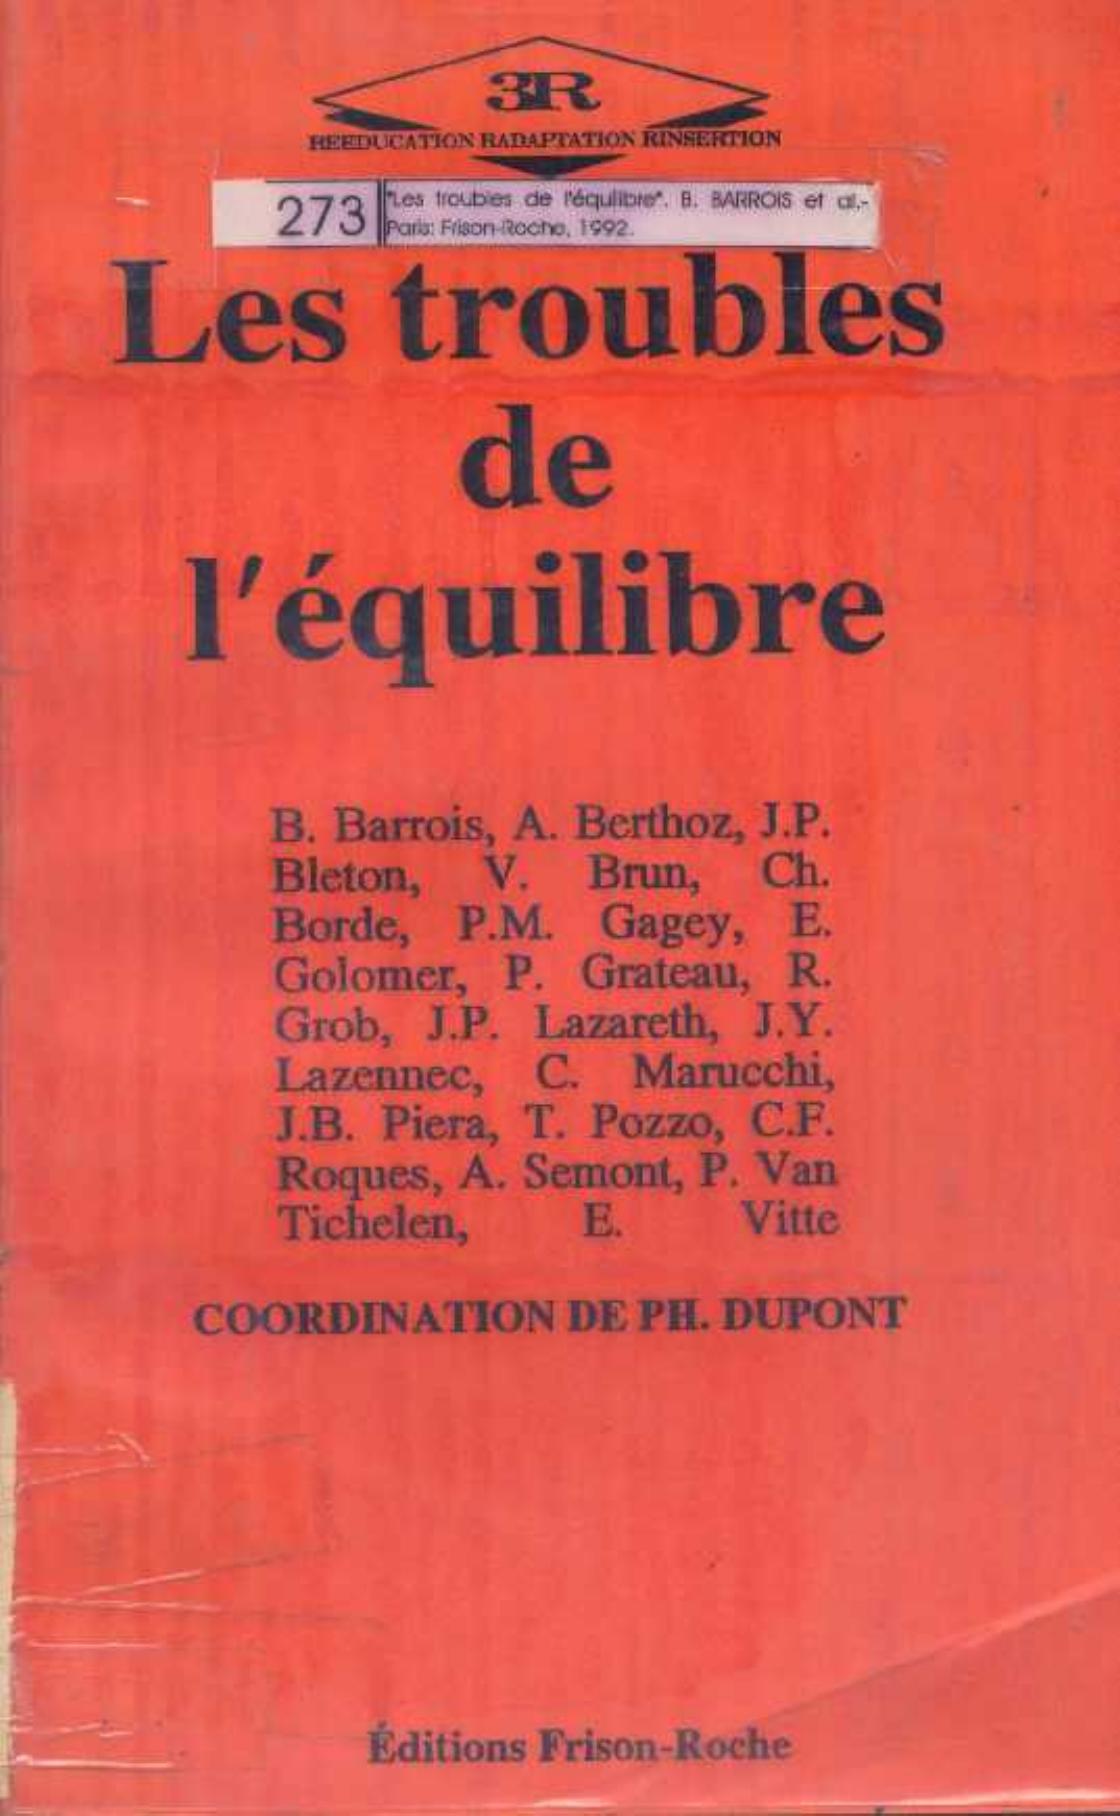 3R
REEDUCATION RADAPTATION RINSERTION
273
"Les troubles de l'équilibre". B. BARROIS et al.-
Paris: Frison-Roche, 1992.
Les troubles
de
l'équilibre
B. Barrois, A. Berthoz, J.P.
Bleton, V. Brun, Ch.
Borde, P.M. Gagey, E.
Golomer, P. Grateau, R.
Grob, J.P. Lazareth, J.Y.
Lazennec, C. Marucchi,
J.B. Piera, T. Pozzo, C.F.
Roques, A. Semont, P. Van
Tichelen, E. Vitte
COORDINATION DE PH. DUPONT
Éditions Frison-Roche